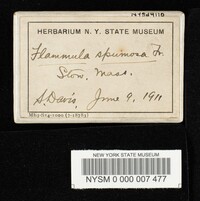 HERBARIUM N. Y. STATE MUSEUM
Flammula spumosa Fr.
Stow, Mass.
S. Davis, June 9, 1911
NEW YORK STATE MUSEUM
NYSM 0 000 007 477